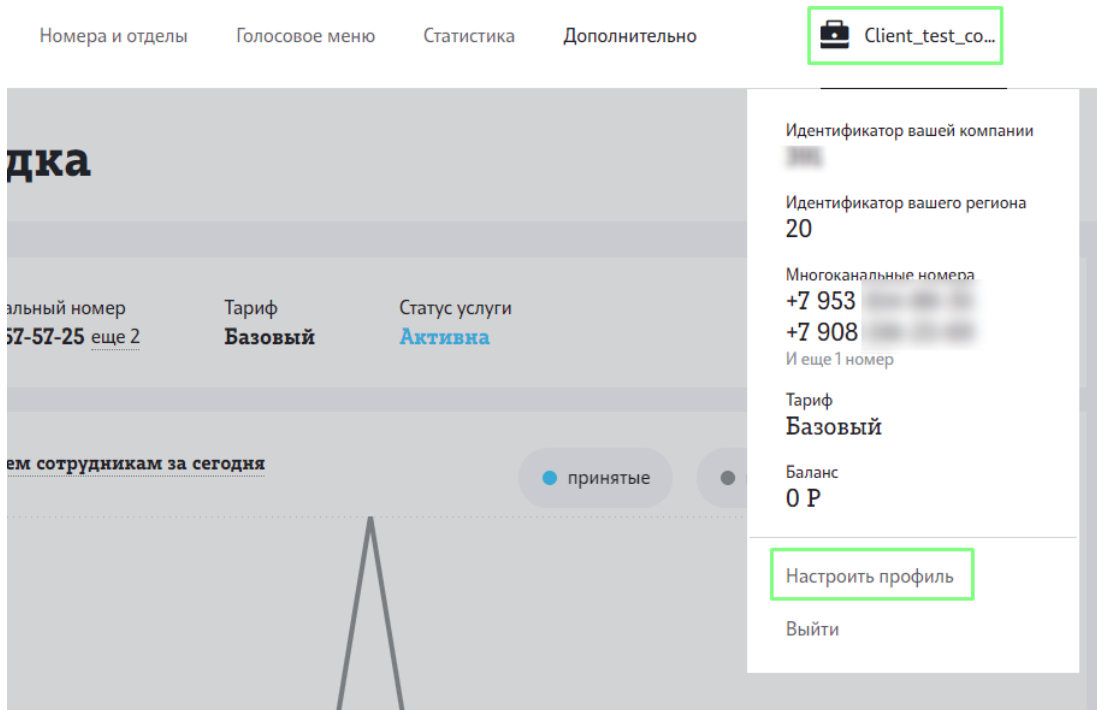 Номера и отделы Голосовое меню Статистика Дополнительно Client_test_co...
дка
альный номер Тариф Статус услуги
57-57-25 еще 2 Базовый Активна
ем сотрудникам за сегодня
принятые
Идентификатор вашей компании
Идентификатор вашего региона
20
Многоканальные номера
+7 953
+7 908
И еще 1 номер
Тариф
Базовый
Баланс
0 Р
Настроить профиль
Выйти